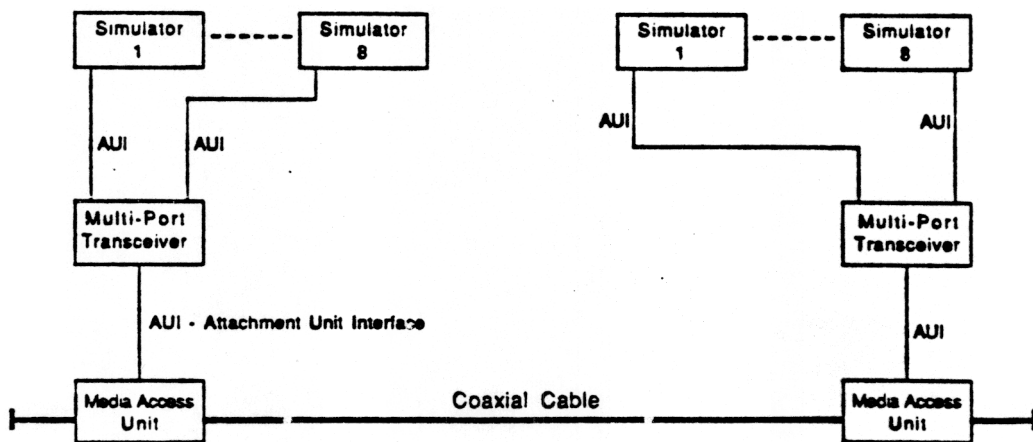 Simulator
1
Simulator
8
Simulator
1
Simulator
8
AUI
AUI
AUI
AUI
Multi-Port
Transceiver
Multi-Port
Transceiver
AUI - Attachment Unit Interface
AUI
Media Access
Unit
Coaxial Cable
Media Access
Unit